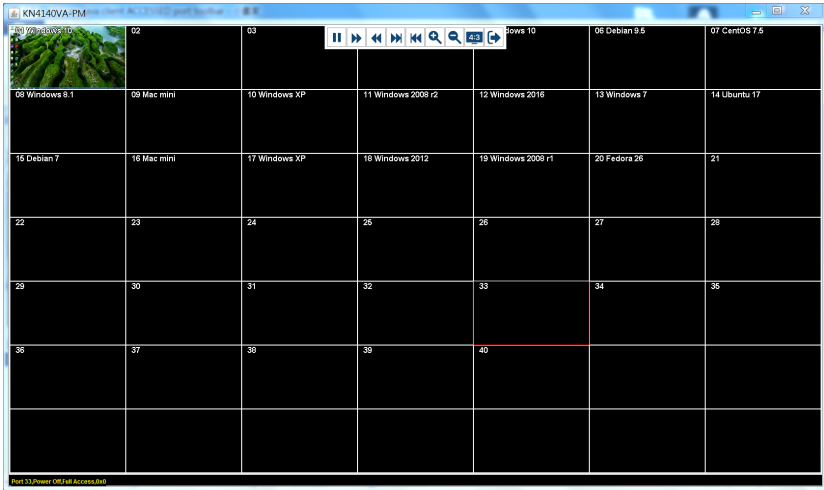 KN4140VA-PM
01 Windows 10
02
03
4:3
dows 10
06 Debian 9.5
07 CentOS 7.5
08 Windows 8.1
09 Mac mini
10 Windows XP
11 Windows 2008 r2
12 Windows 2016
13 Windows 7
14 Ubuntu 17
15 Debian 7
16 Mac mini
17 Windows XP
18 Windows 2012
19 Windows 2008 r1
20 Fedora 26
21
22
23
24
25
26
27
28
29
30
31
32
33
34
35
36
37
38
39
40
Port 33,Power Off,Full Access,0x0